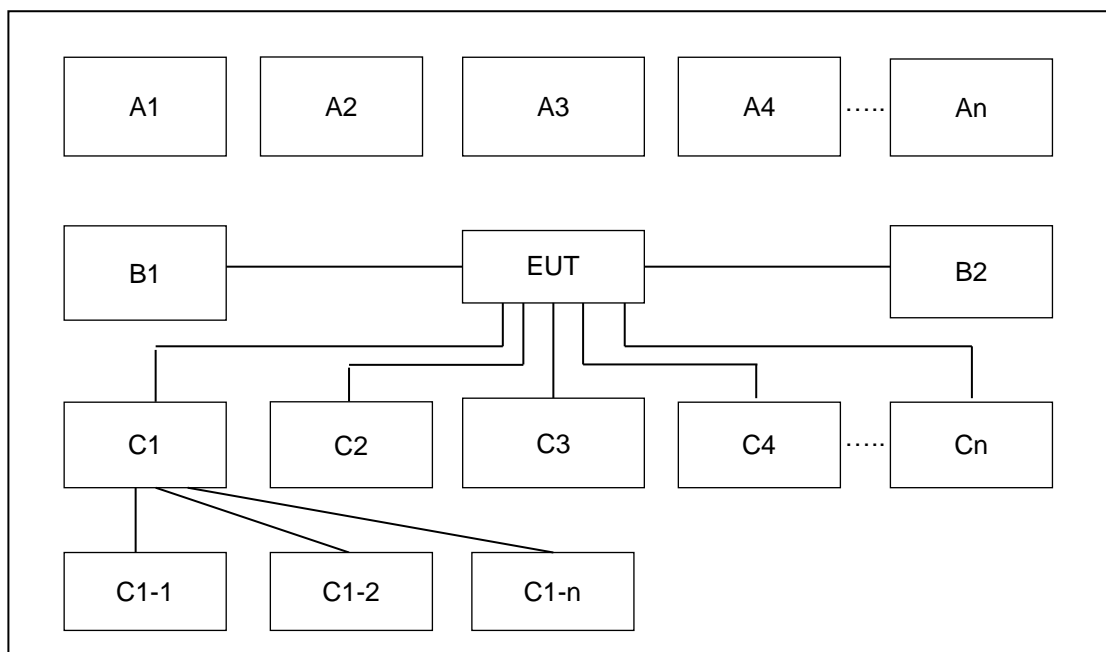 A1 A2 A3 A4 ..... An
B1 EUT B2
C1 C2 C3 C4 ..... Cn
C1-1 C1-2 C1-n